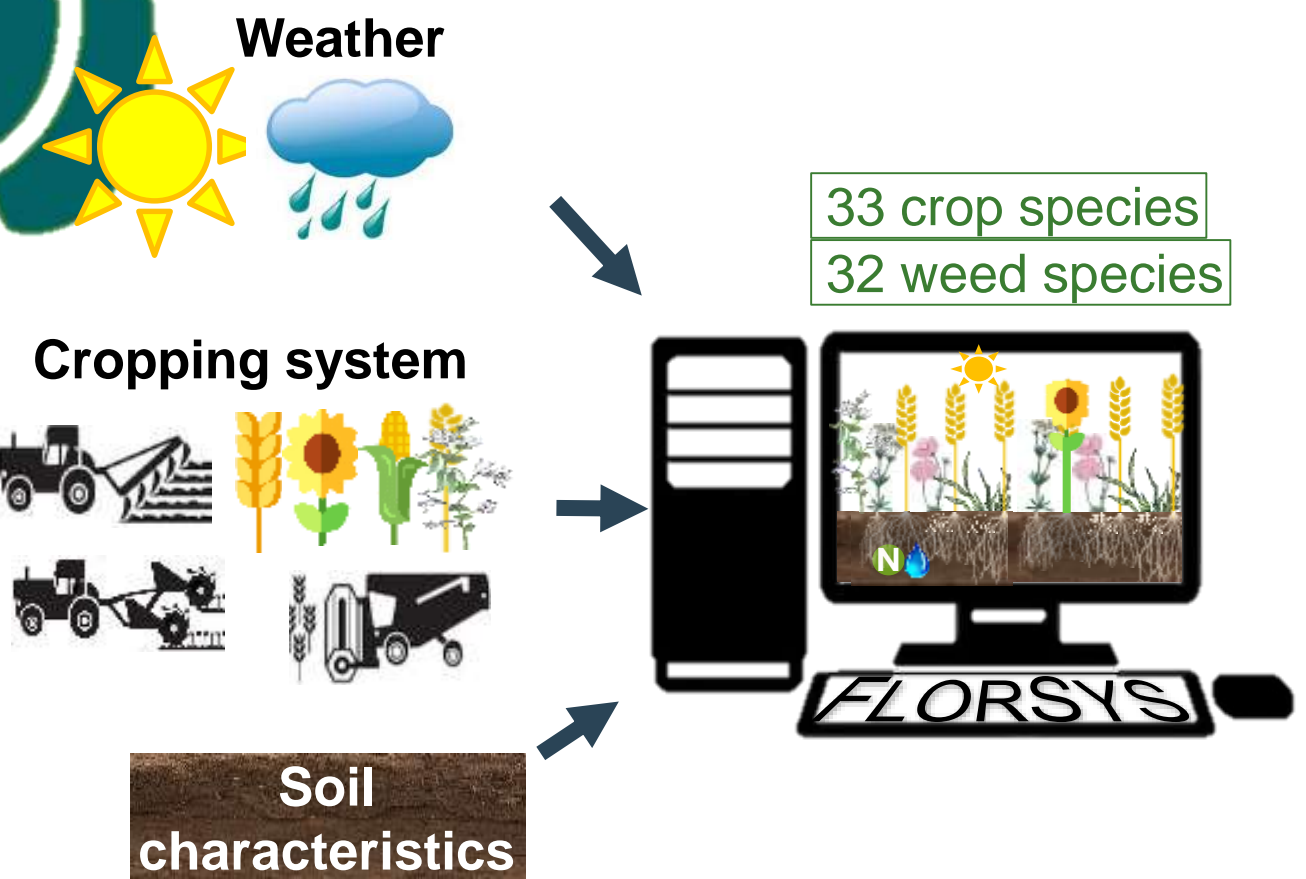 Weather
33 crop species
32 weed species
Cropping system
N
FLORSYS
Soil
characteristics